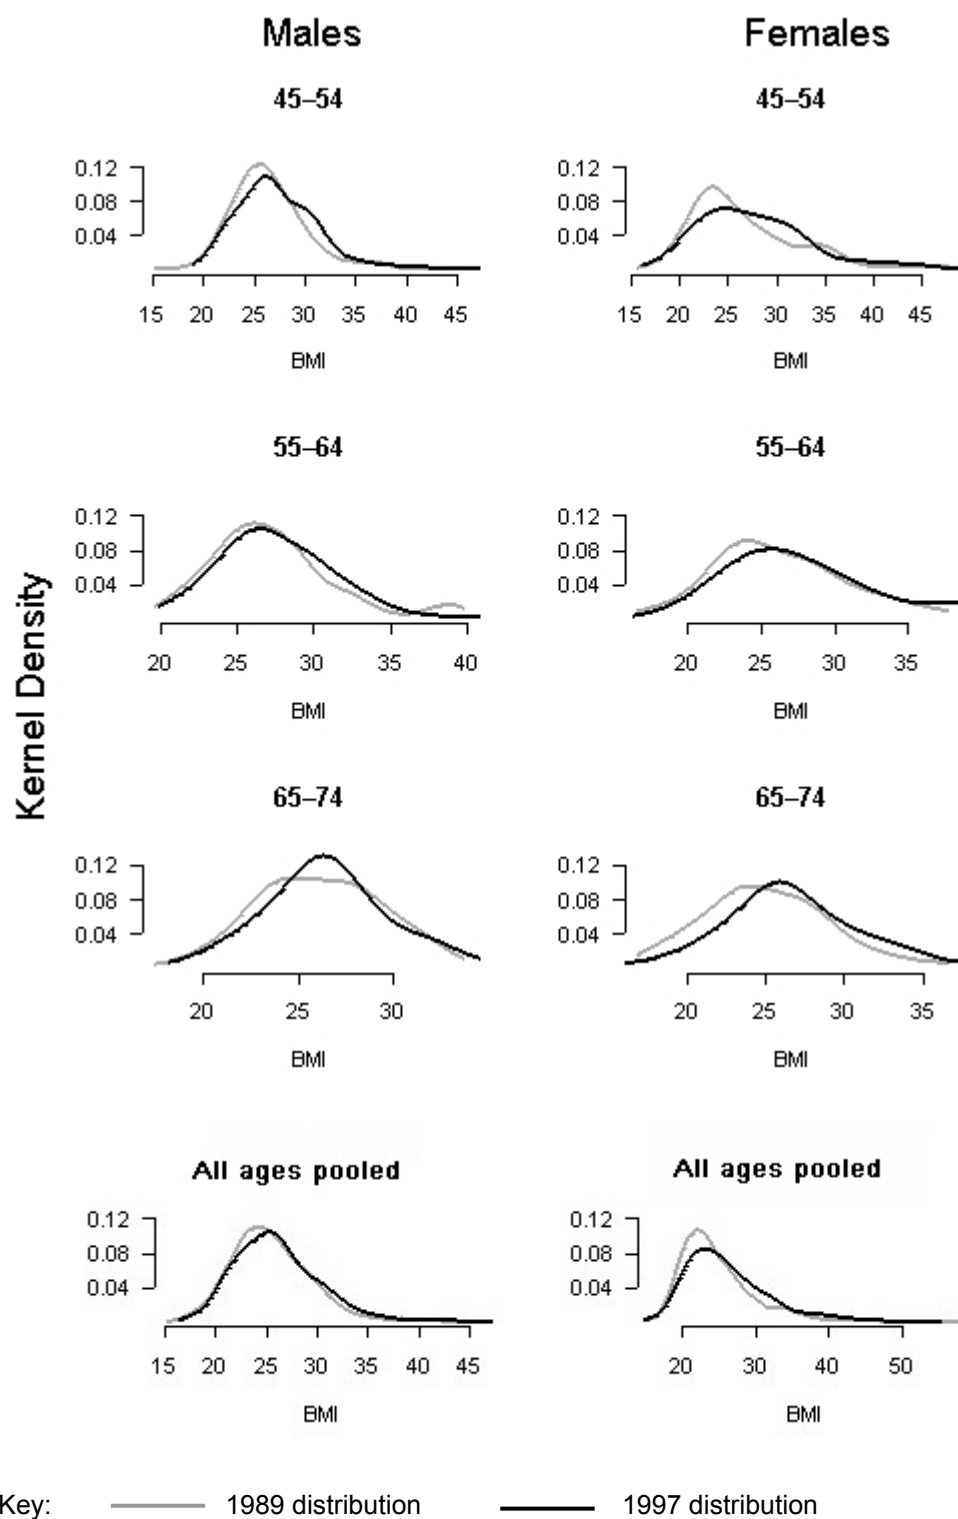 Males Females
45–54 45–54
0.12 0.12
0.08 0.08
0.04 0.04
15 20 25 30 35 40 45 15 20 25 30 35 40 45
BMI BMI
55–64 55–64
0.12 0.12
0.08 0.08
0.04 0.04
20 25 30 35 40 20 25 30 35
BMI BMI
Kernel Density
65–74 65–74
0.12 0.12
0.08 0.08
0.04 0.04
20 25 30 20 25 30 35
BMI BMI
All ages pooled All ages pooled
0.12 0.12
0.08 0.08
0.04 0.04
15 20 25 30 35 40 45 20 30 40 50
BMI BMI
Key: 1989 distribution 1997 distribution